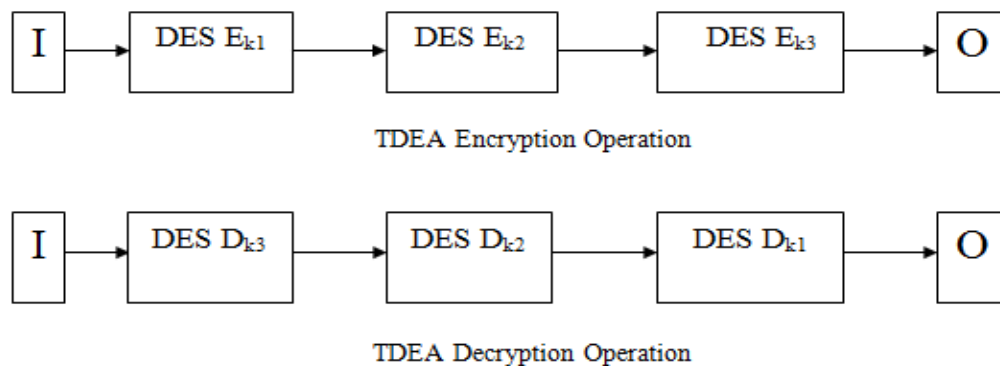 I DES Ek1 DES Ek2 DES Ek3 O
TDEA Encryption Operation
I DES Dk3 DES Dk2 DES Dk1 O
TDEA Decryption Operation